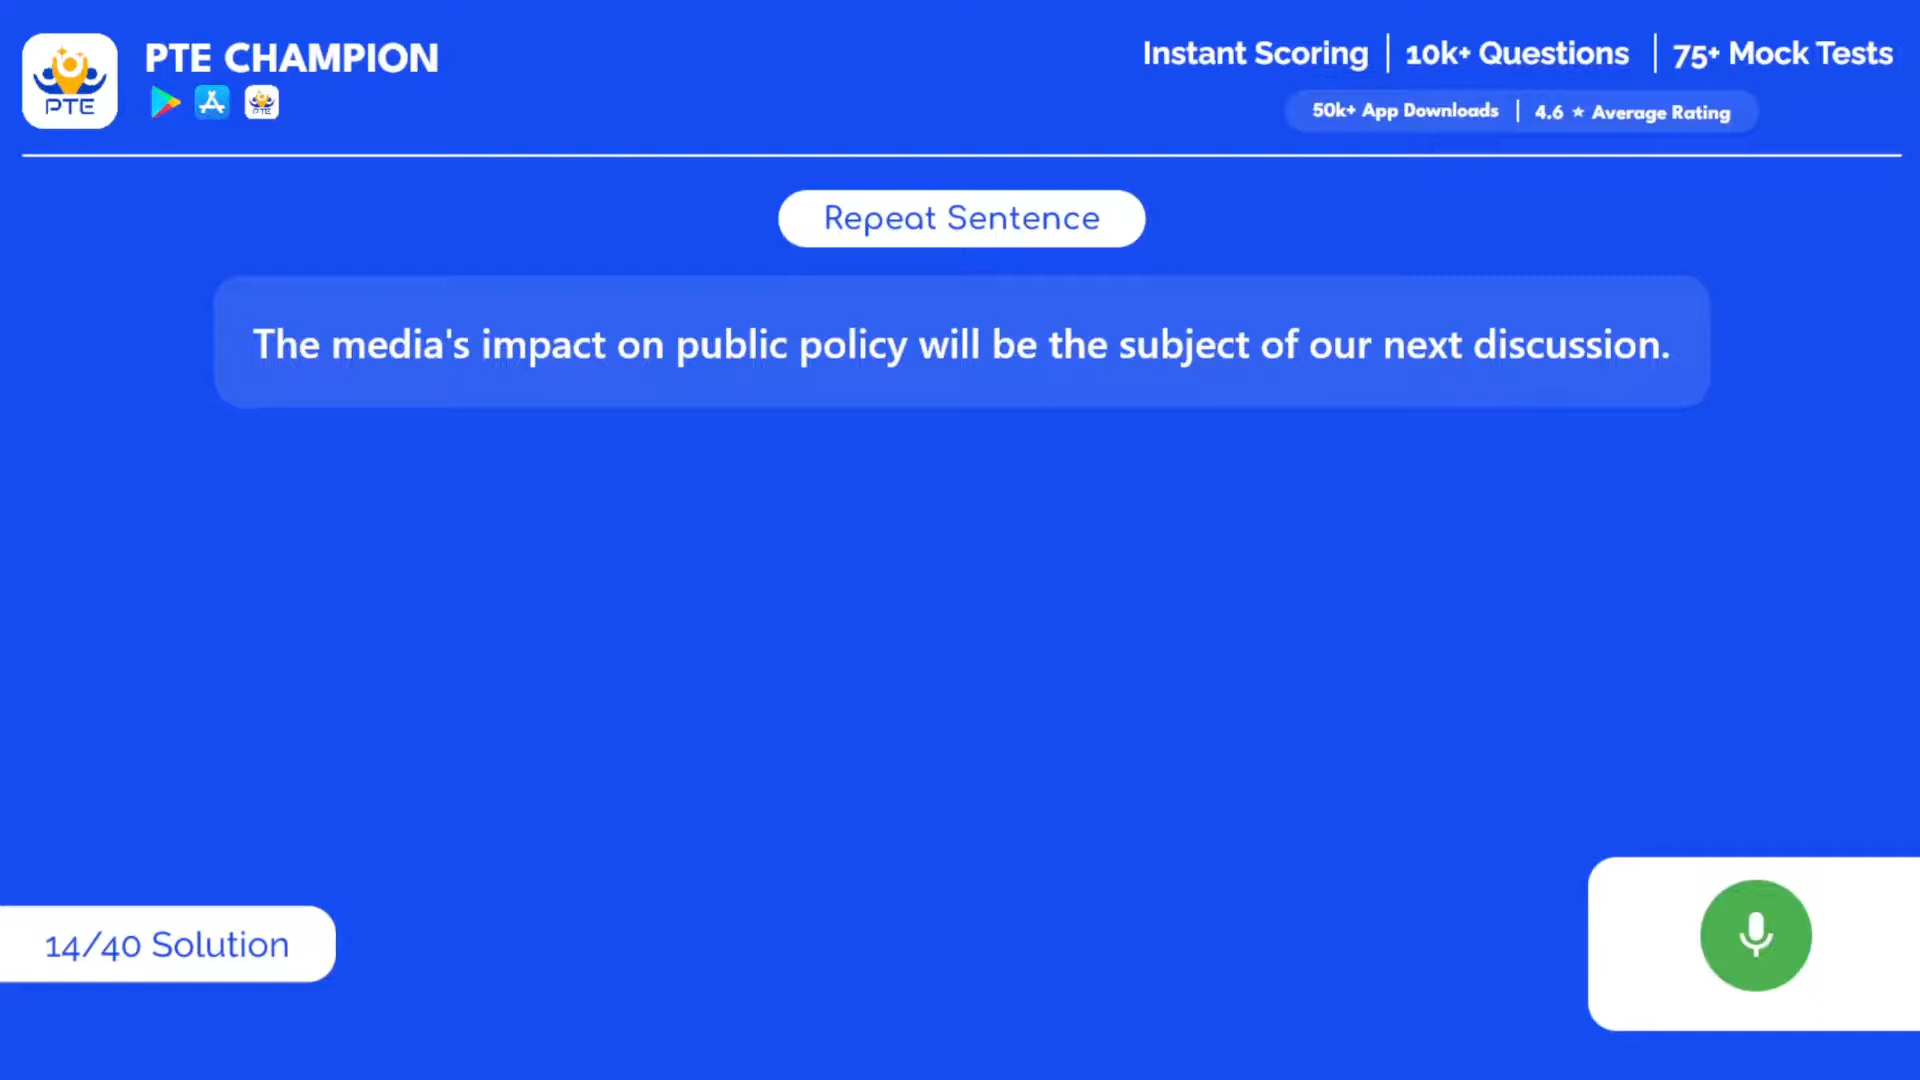 PTE CHAMPION
PTE
PTE
Instant Scoring | 10k+ Questions | 75+ Mock Tests
50k+ App Downloads | 4.6 ★ Average Rating
Repeat Sentence
The media's impact on public policy will be the subject of our next discussion.
14/40 Solution